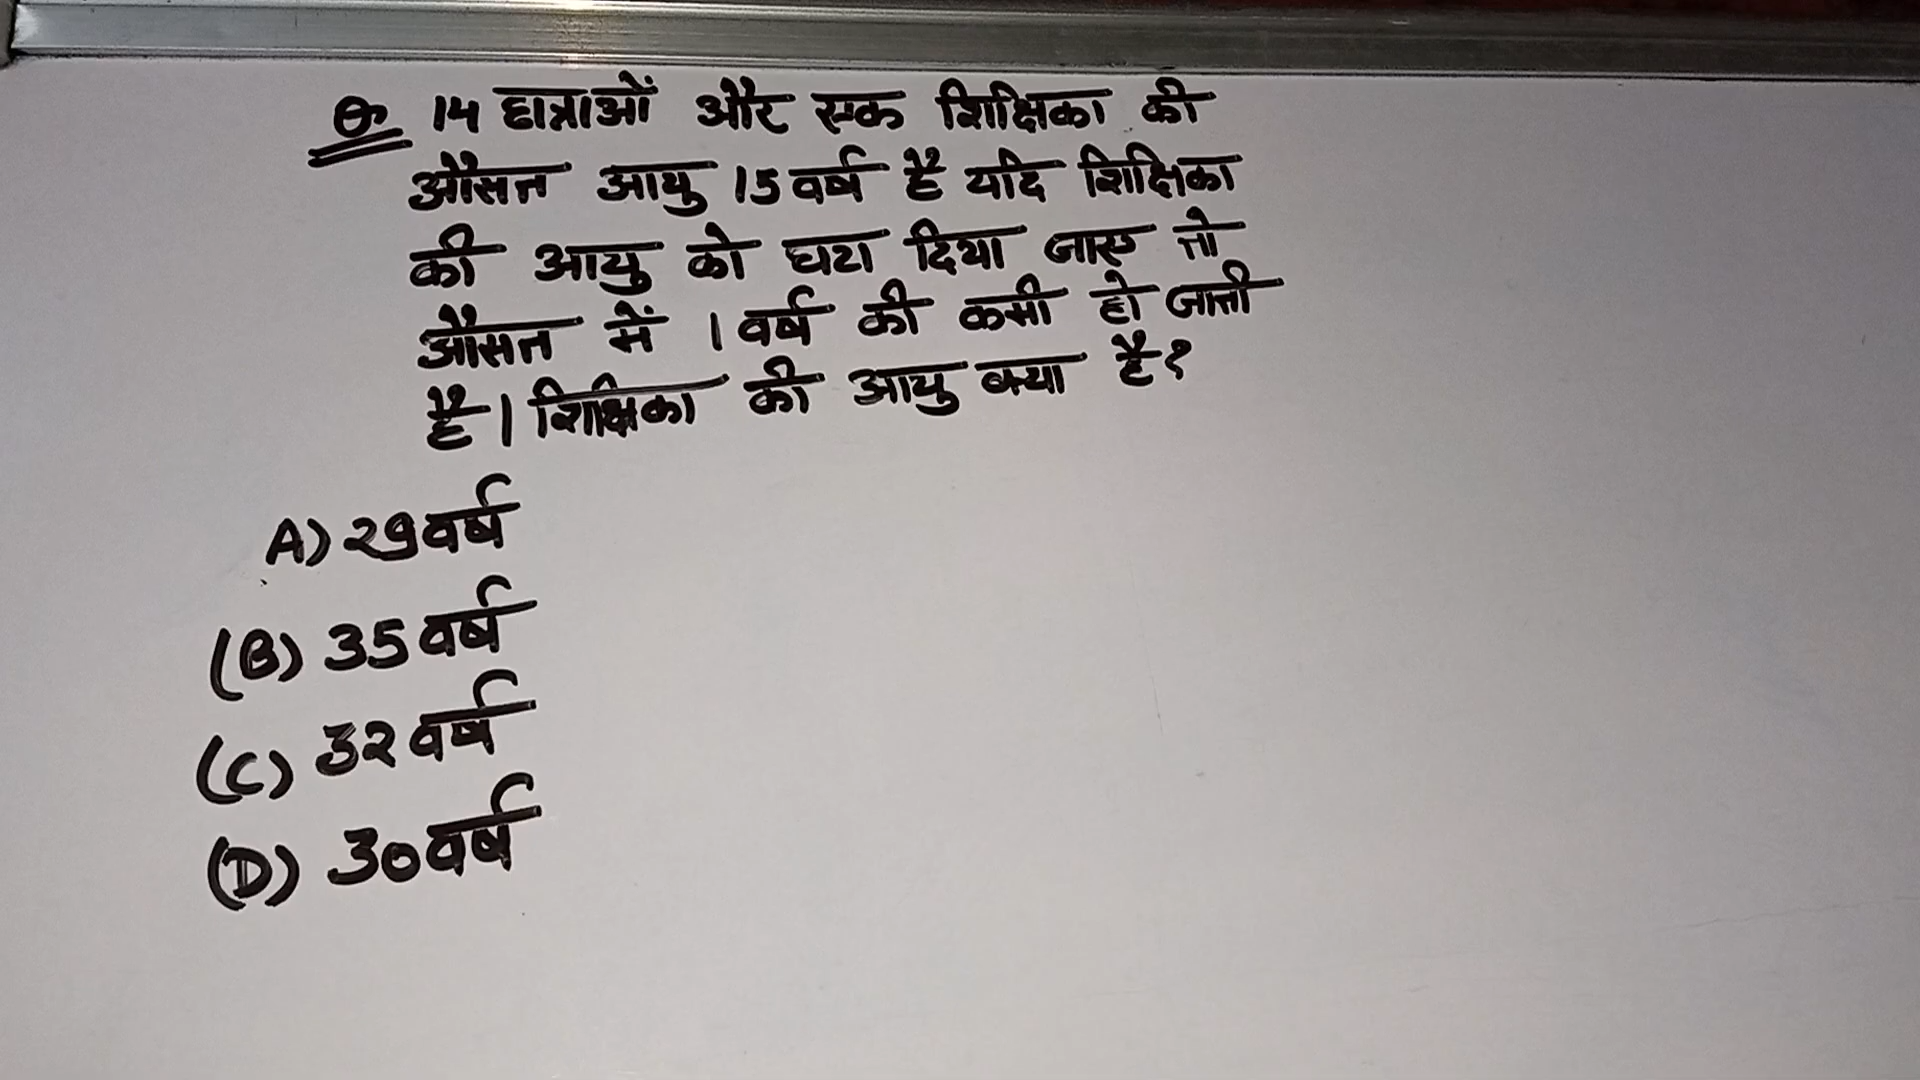 Q 14 छात्राओं और एक शिक्षिका की
औसत आयु 15 वर्ष है यदि शिक्षिका
की आयु को घटा दिया जाए तो
औसत में 1 वर्ष की कमी हो जाती
है। शिक्षिका की आयु क्या है?
A) 29 वर्ष
(B) 35 वर्ष
(C) 32 वर्ष
(D) 30 वर्ष